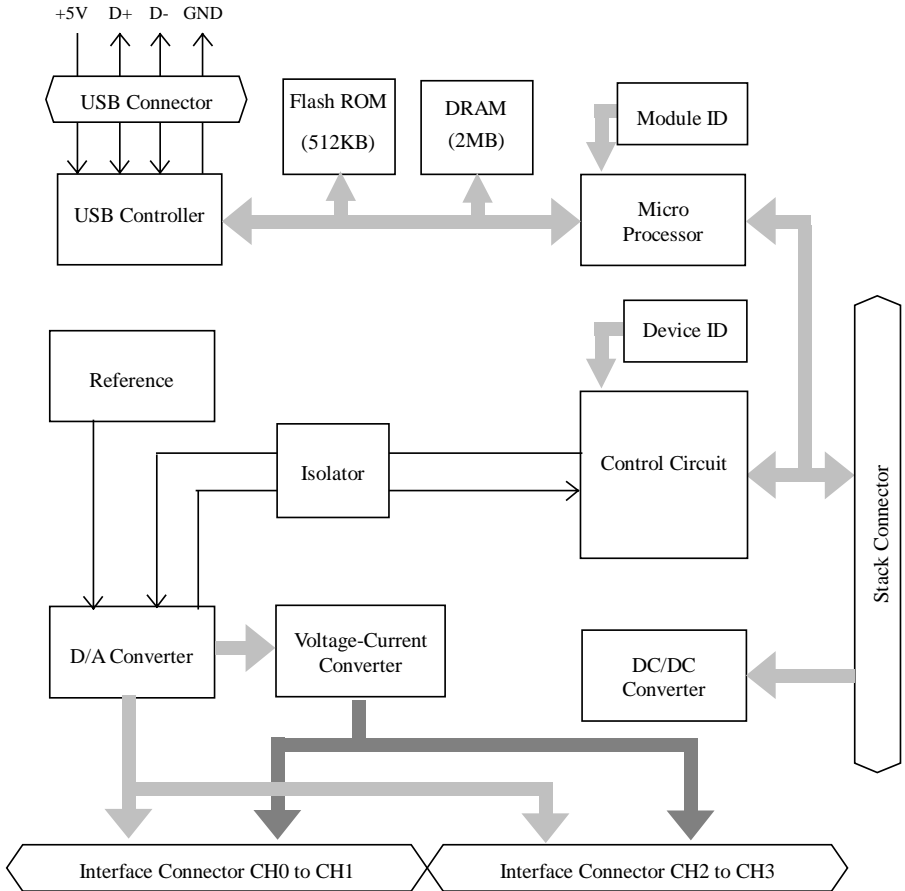 +5V D+ D- GND
USB Connector
Flash ROM
(512KB)
DRAM
(2MB)
Module ID
USB Controller
Micro
Processor
Device ID
Reference
Isolator
Control Circuit
Stack Connector
D/A Converter
Voltage-Current
Converter
DC/DC
Converter
Interface Connector CH0 to CH1
Interface Connector CH2 to CH3